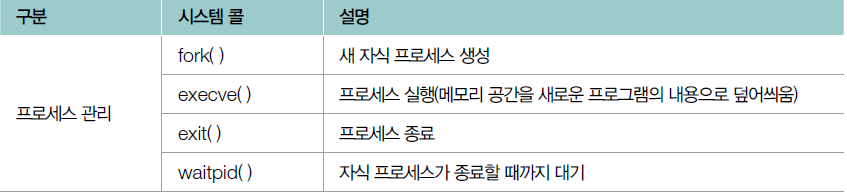 구분 시스템 콜 설명
fork( ) 새 자식 프로세스 생성
execve( ) 프로세스 실행(메모리 공간을 새로운 프로그램의 내용으로 덮어씌움)
프로세스 관리
exit( ) 프로세스 종료
waitpid( ) 자식 프로세스가 종료할 때까지 대기